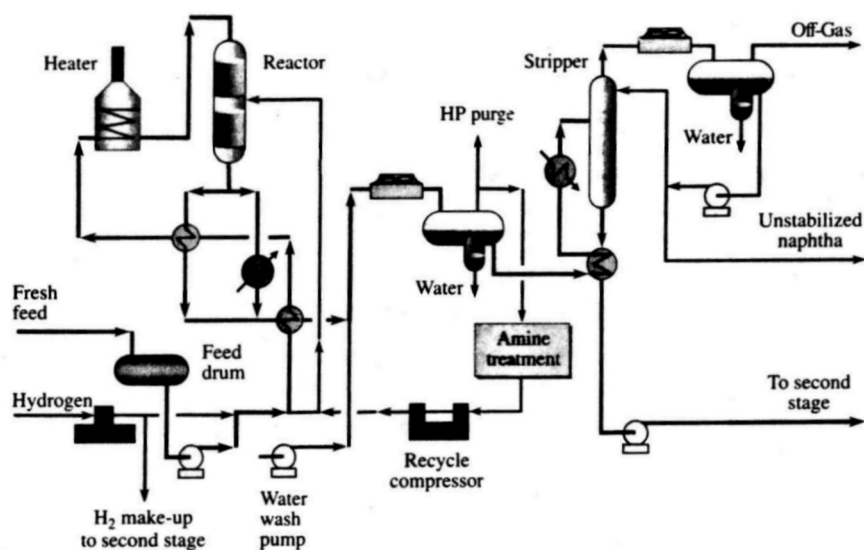 Off-Gas
Heater
Reactor
Stripper
HP purge
Water
Unstabilized
naphtha
Water
Fresh
feed
Feed
drum
Amine
treatment
Hydrogen
To second
stage
Recycle
compressor
H2 make-up
to second stage
Water
wash
pump